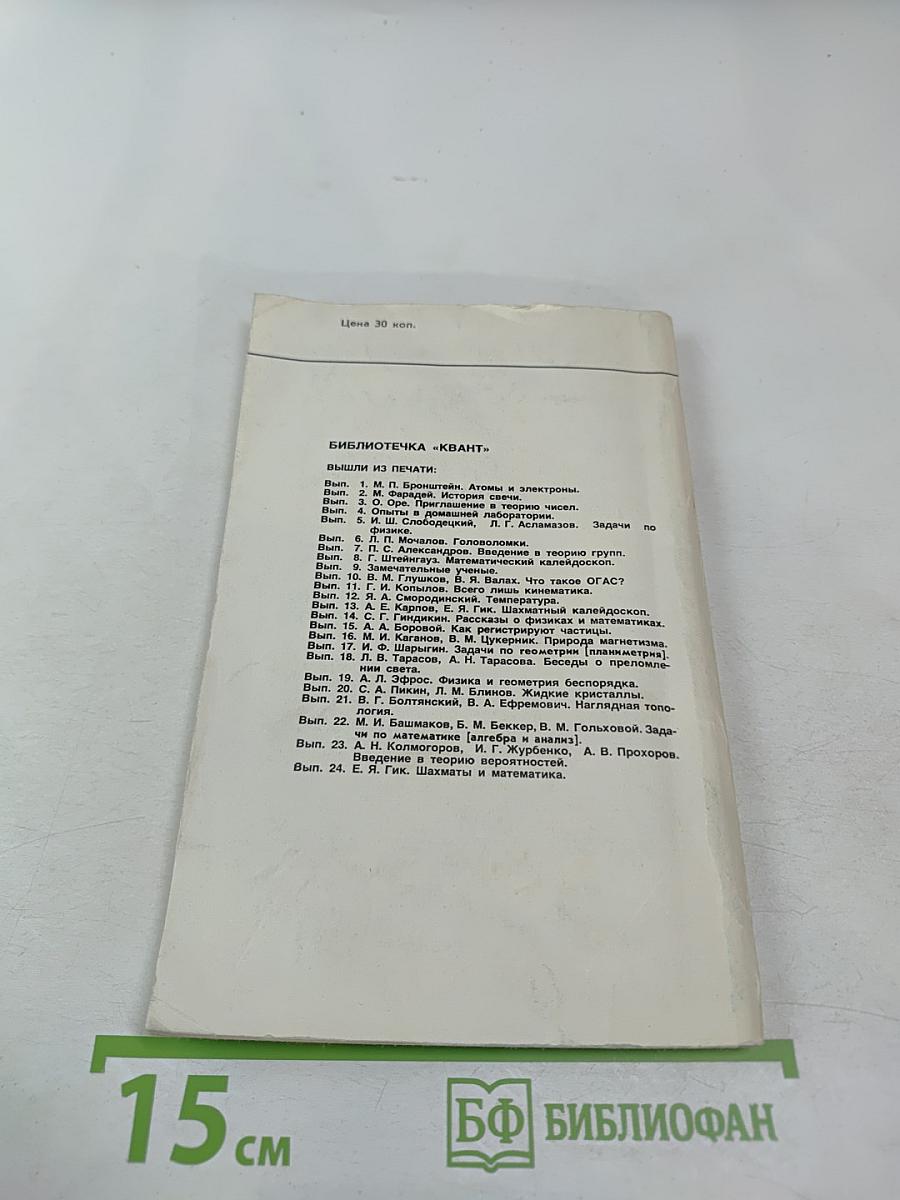 Цена 30 коп.
БИБЛИОТЕЧКА «КВАНТ»
ВЫШЛИ ИЗ ПЕЧАТИ:
Вып. 1. М. П. Бронштейн. Атомы и электроны.
Вып. 2. М. Фарадей. История свечи.
Вып. 3. О. Оре. Приглашение в теорию чисел.
Вып. 4. Опыты в домашней лаборатории.
Вып. 5. И. Ш. Слободецкий, Л. Г. Асламазов. Задачи по
физике.
Вып. 6. Л. П. Мочалов. Головоломки.
Вып. 7. П. С. Александров. Введение в теорию групп.
Вып. 8. Г. Штейнгауз. Математический калейдоскоп.
Вып. 9. Замечательные ученые.
Вып. 10. В. М. Глушков, В. Я. Валах. Что такое ОГАС?
Вып. 11. Г. И. Копылов. Всего лишь кинематика.
Вып. 12. Я. А. Смородинский. Температура.
Вып. 13. А. Е. Карпов, Е. Я. Гик. Шахматный калейдоскоп.
Вып. 14. С. Г. Гиндикин. Рассказы о физиках и математиках.
Вып. 15. А. А. Боровой. Как регистрируют частицы.
Вып. 16. М. И. Каганов, В. М. Цукерник. Природа магнетизма.
Вып. 17. И. Ф. Шарыгин. Задачи по геометрии [планиметрия].
Вып. 18. Л. В. Тарасов, А. Н. Тарасова. Беседы о преломле-
нии света.
Вып. 19. А. Л. Эфрос. Физика и геометрия беспорядка.
Вып. 20. С. А. Пикин, Л. М. Блинов. Жидкие кристаллы.
Вып. 21. В. Г. Болтянский, В. А. Ефремович. Наглядная топо-
логия.
Вып. 22. М. И. Башмаков, Б. М. Беккер, В. М. Гольховой. Зада-
чи по математике [алгебра и анализ].
Вып. 23. А. Н. Колмогоров, И. Г. Журбенко, А. В. Прохоров.
Введение в теорию вероятностей.
Вып. 24. Е. Я. Гик. Шахматы и математика.
15 см
БФ БИБЛИОФАН